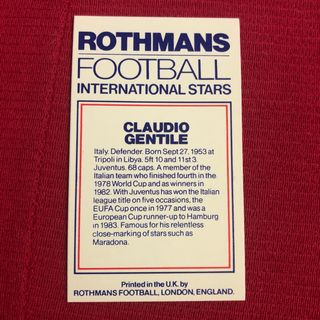 ROTHMANS
FOOTBALL
INTERNATIONAL STARS
CLAUDIO
GENTILE
Italy. Defender. Born Sept 27, 1953 at
Tripoli in Libya. 5ft 10 and 11st 3.
Juventus. 68 caps. A member of the
Italian team who finished fourth in the
1978 World Cup and as winners in
1982. With Juventus has won the Italian
league title on five occasions, the
EUFA Cup once in 1977 and was a
European Cup runner-up to Hamburg
in 1983. Famous for his relentless
close-marking of stars such as
Maradona.
Printed in the U.K. by
ROTHMANS FOOTBALL, LONDON, ENGLAND.